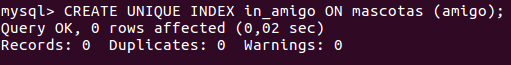 mysql> CREATE UNIQUE INDEX in_amigo ON mascotas (amigo);
Query OK, 0 rows affected (0,02 sec)
Records: 0  Duplicates: 0  Warnings: 0